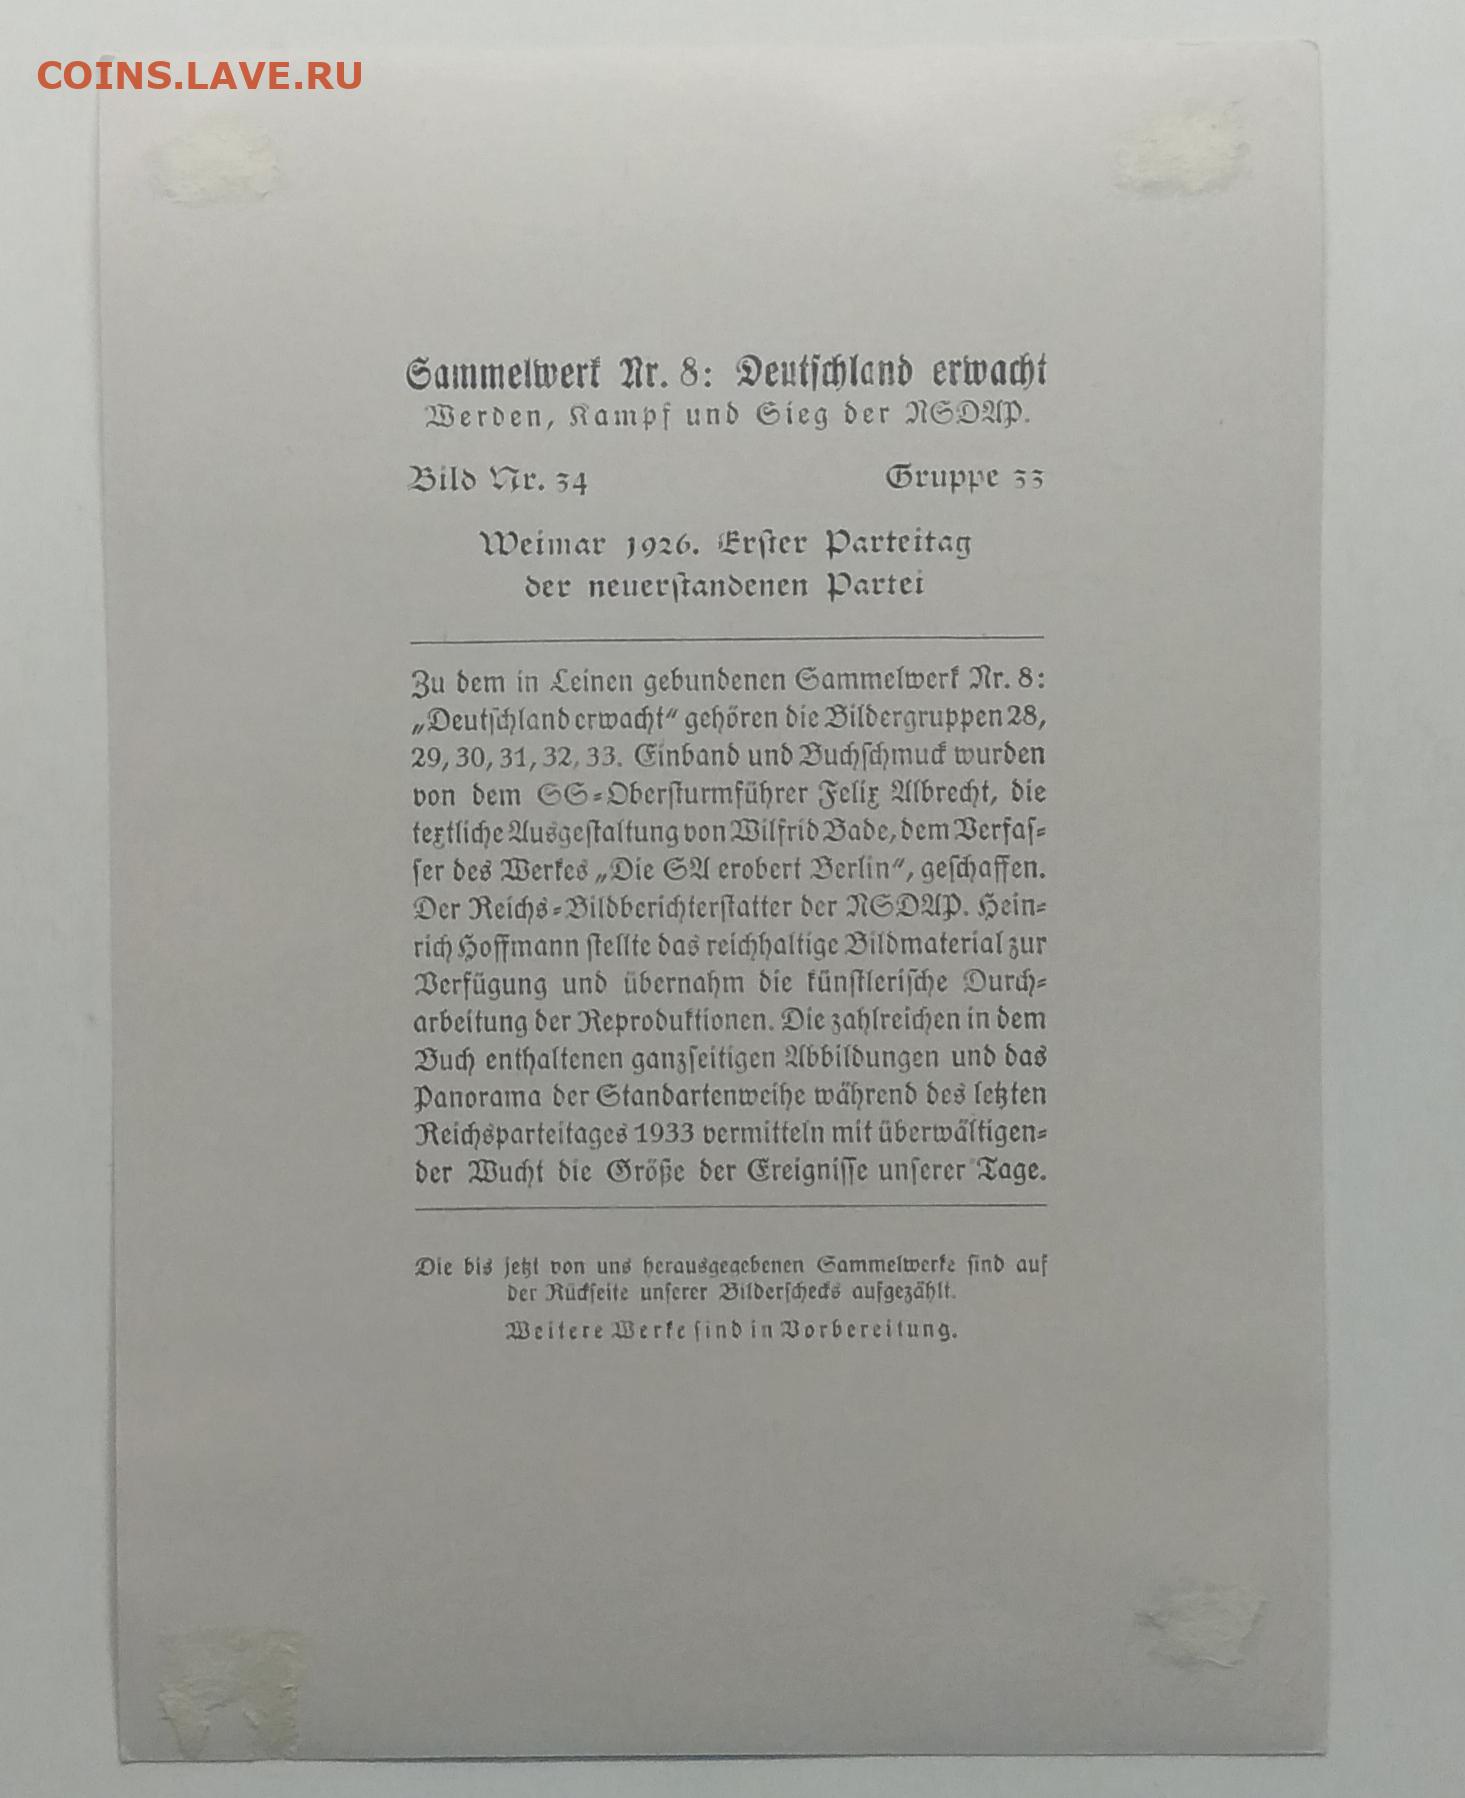 COINS.LAVE.RU
Sammelwerk Nr. 8: Deutschland erwacht
Werden, Kampf und Sieg der NSDAP.
Bild Nr. 34 Gruppe 33
Weimar 1926. Erster Parteitag
der neuerstandenen Partei
Zu dem in Leinen gebundenen Sammelwerk Nr. 8:
„Deutschland erwacht“ gehören die Bildergruppen 28,
29, 30, 31, 32, 33. Einband und Buchschmuck wurden
von dem SS-Obersturmführer Felix Albrecht, die
textliche Ausgestaltung von Wilfrid Bade, dem Verfas-
ser des Werkes „Die SA erobert Berlin“, geschaffen.
Der Reichs-Bildberichterstatter der NSDAP. Hein-
rich Hoffmann stellte das reichhaltige Bildmaterial zur
Verfügung und übernahm die künstlerische Durch-
arbeitung der Reproduktionen. Die zahlreichen in dem
Buch enthaltenen ganzseitigen Abbildungen und das
Panorama der Standartenweihe während des letzten
Reichsparteitages 1933 vermitteln mit überwältigen-
der Wucht die Größe der Ereignisse unserer Tage.
Die bis jetzt von uns herausgegebenen Sammelwerke sind auf
der Rückseite unserer Bilderschecks aufgezählt.
Weitere Werke sind in Vorbereitung.